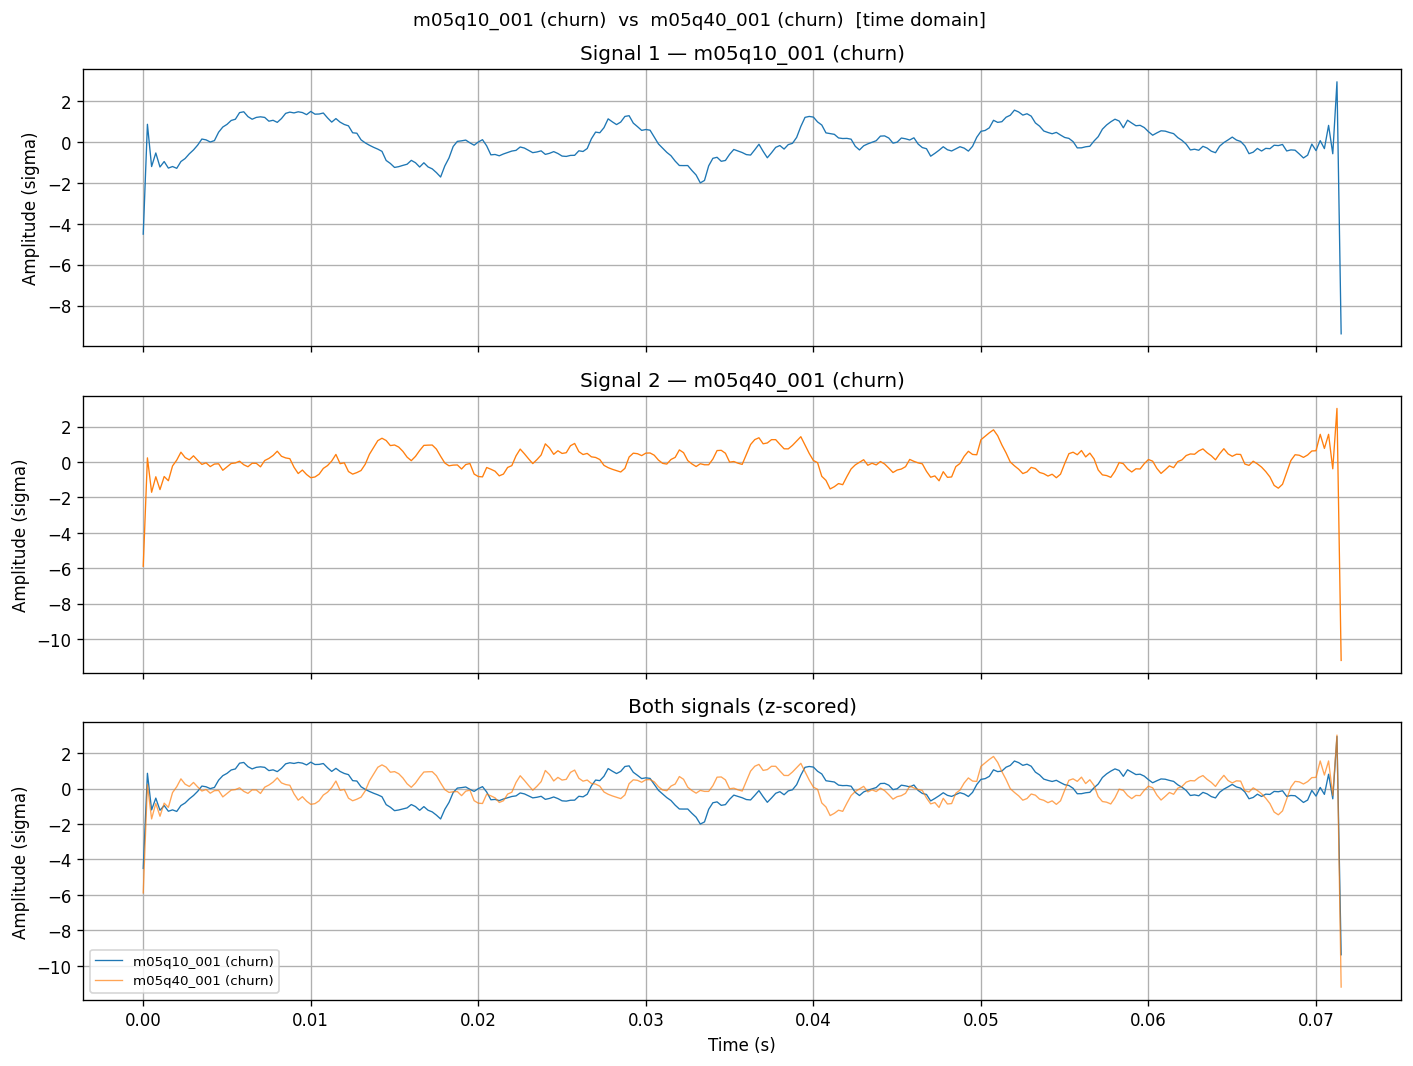 m05q10_001 (churn)  vs  m05q40_001 (churn)  [time domain]
Signal 1 — m05q10_001 (churn)
Amplitude (sigma)
2
0
−2
−4
−6
−8
Signal 2 — m05q40_001 (churn)
Amplitude (sigma)
2
0
−2
−4
−6
−8
−10
Both signals (z-scored)
Amplitude (sigma)
2
0
−2
−4
−6
−8
−10
m05q10_001 (churn)
m05q40_001 (churn)
0.00 0.01 0.02 0.03 0.04 0.05 0.06 0.07
Time (s)